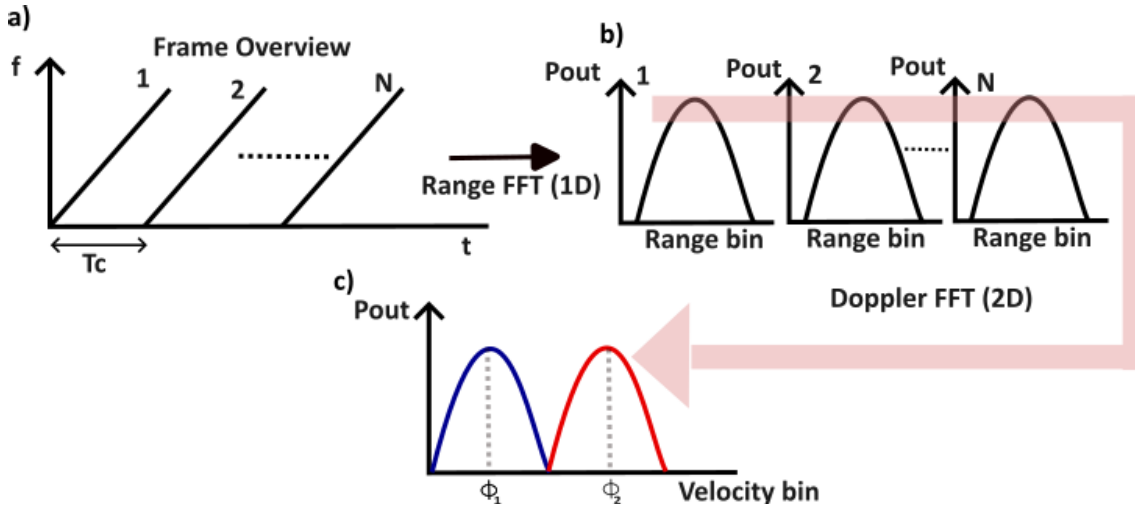 a)
Frame Overview
f
1
2
N
Tc
t
Range FFT (1D)
b)
Pout
1
Range bin
Pout
2
Range bin
Pout
N
Range bin
Doppler FFT (2D)
c)
Pout
Φ₁
Φ₂
Velocity bin